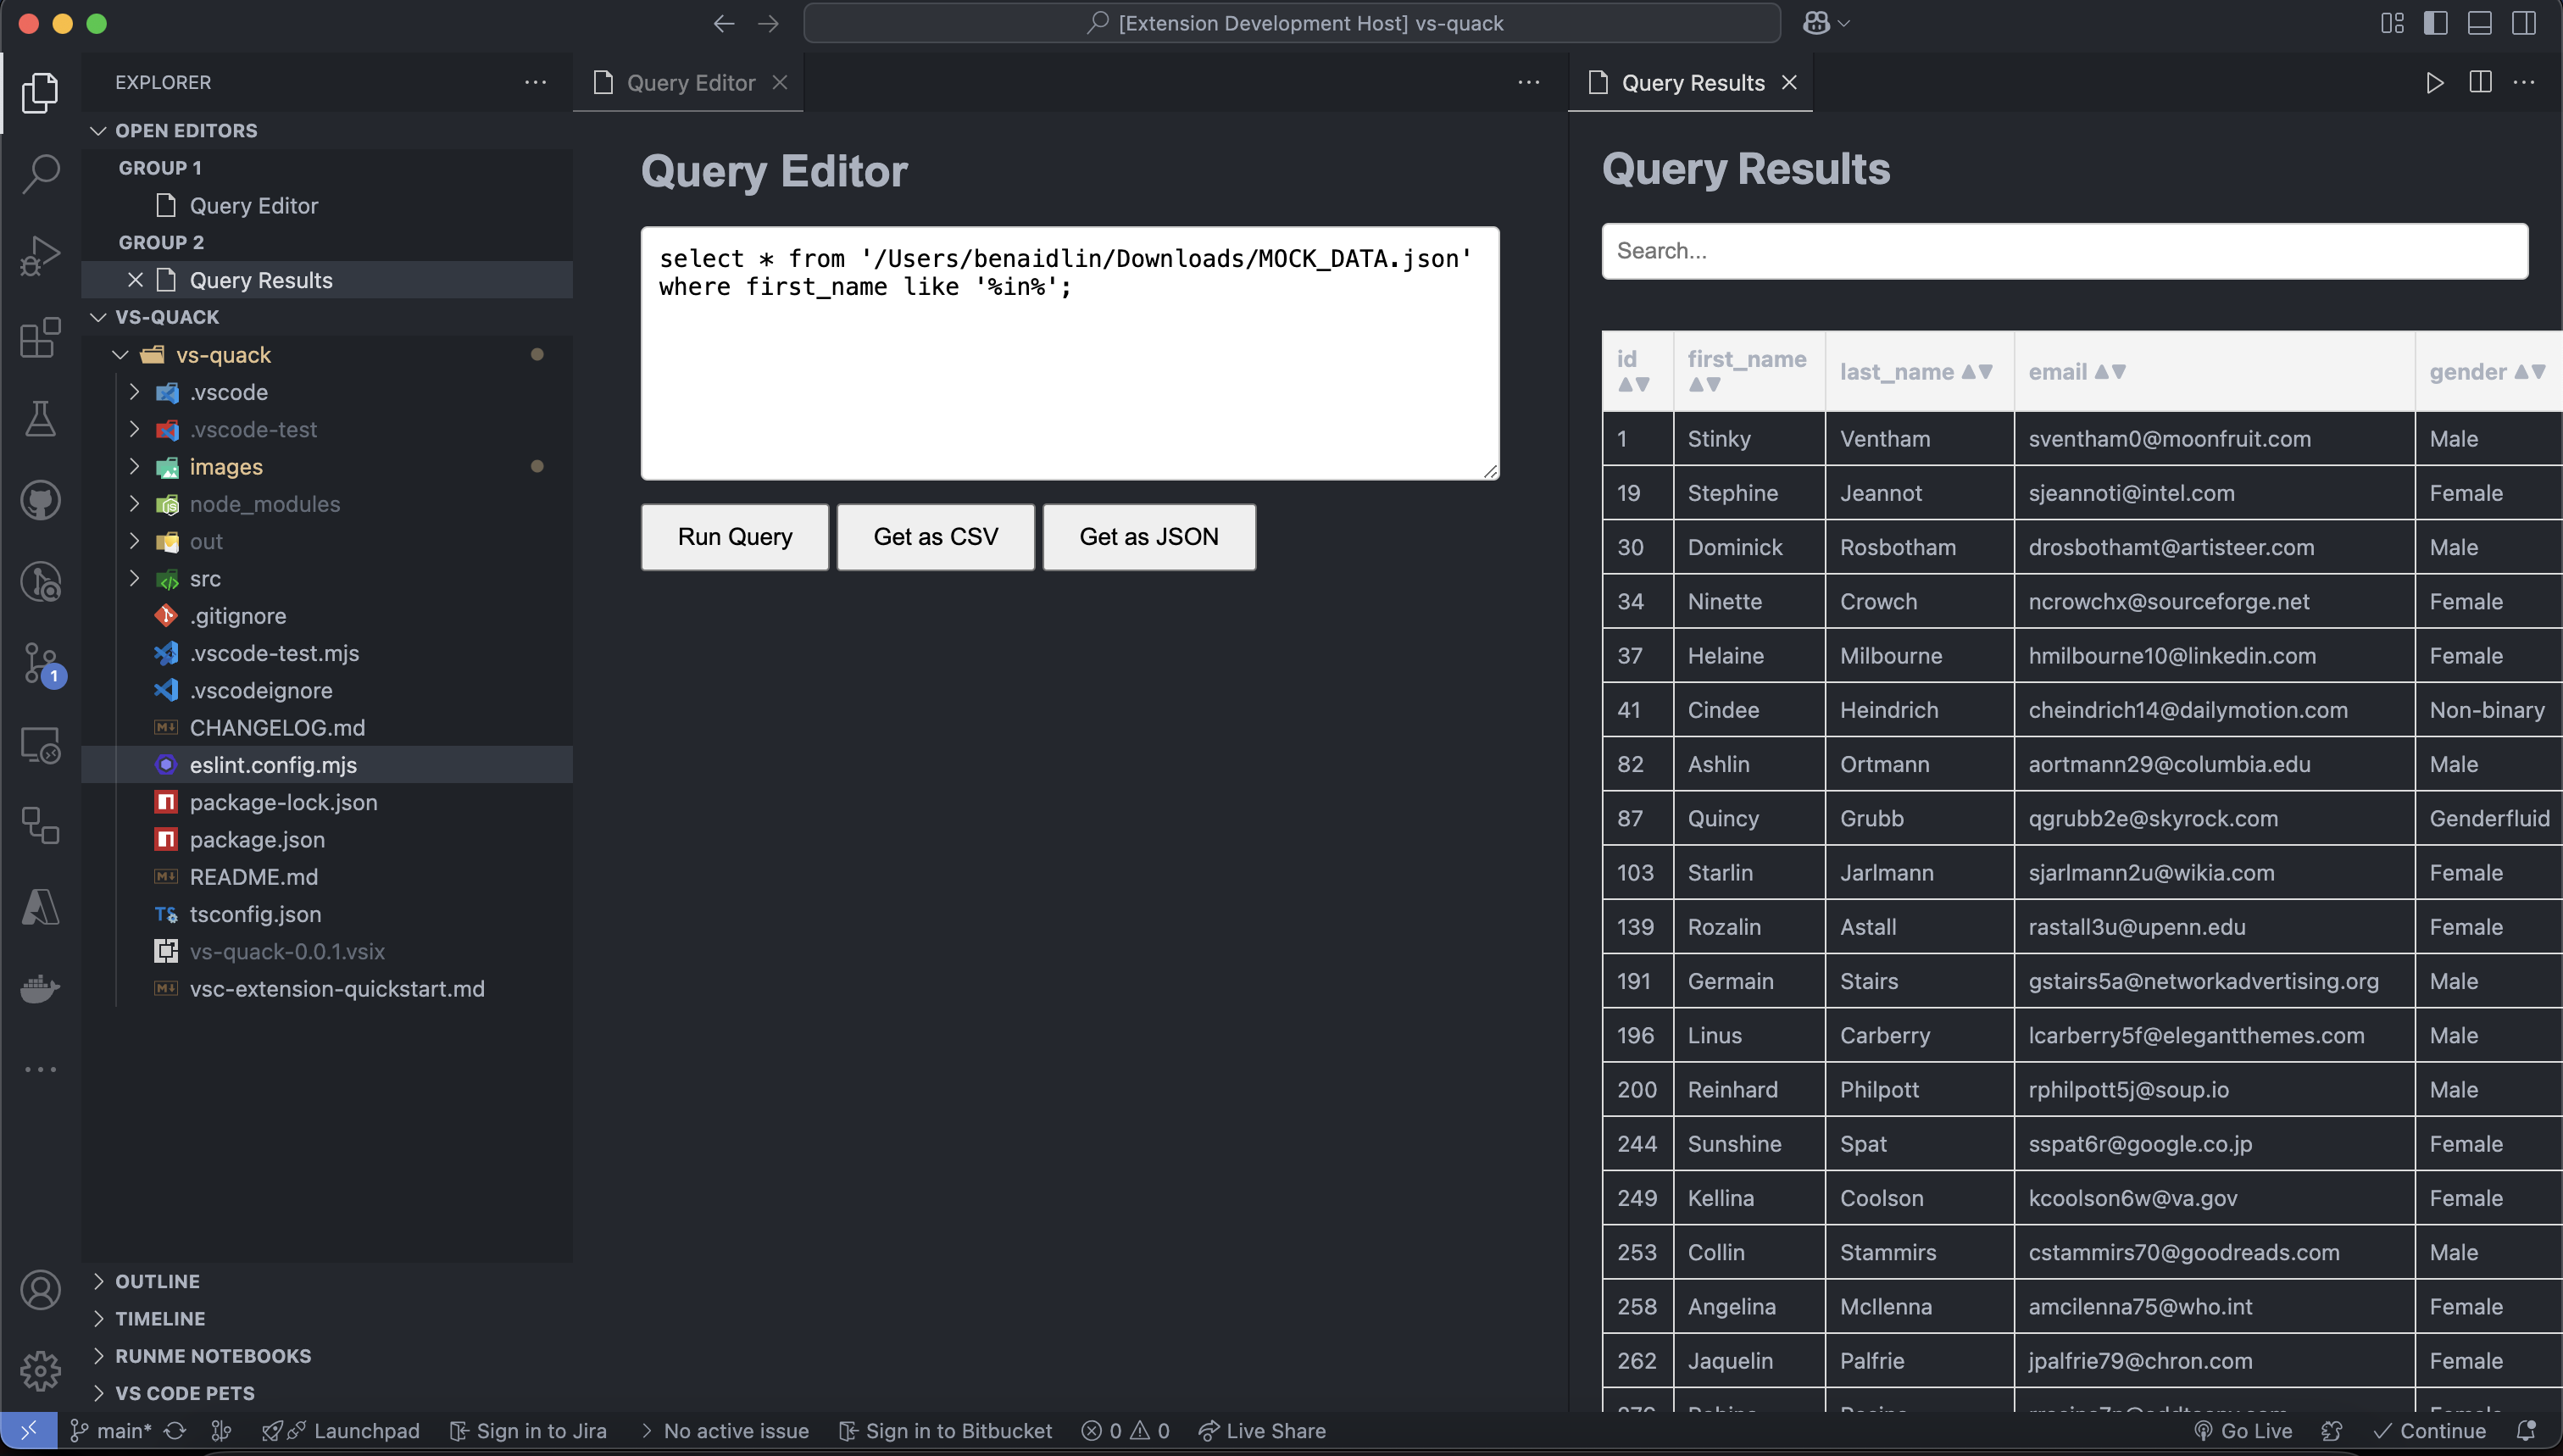 [Extension Development Host] vs-quack
EXPLORER
OPEN EDITORS
GROUP 1
Query Editor
GROUP 2
Query Results
VS-QUACK
vs-quack
.vscode
.vscode-test
images
node_modules
out
src
.gitignore
.vscode-test.mjs
.vscodeignore
CHANGELOG.md
eslint.config.mjs
package-lock.json
package.json
README.md
tsconfig.json
vs-quack-0.0.1.vsix
vsc-extension-quickstart.md
OUTLINE
TIMELINE
RUNME NOTEBOOKS
VS CODE PETS
1
Query Editor
Query Editor
select * from '/Users/benaidlin/Downloads/MOCK_DATA.json'
where first_name like '%in%';
Run Query Get as CSV Get as JSON
Query Results
Query Results
Search...
id ▲▼ first_name ▲▼ last_name ▲▼ email ▲▼ gender ▲▼
1 Stinky Ventham sventham0@moonfruit.com Male
19 Stephine Jeannot sjeannoti@intel.com Female
30 Dominick Rosbotham drosbothamt@artisteer.com Male
34 Ninette Crowch ncrowchx@sourceforge.net Female
37 Helaine Milbourne hmilbourne10@linkedin.com Female
41 Cindee Heindrich cheindrich14@dailymotion.com Non-binary
82 Ashlin Ortmann aortmann29@columbia.edu Male
87 Quincy Grubb qgrubb2e@skyrock.com Genderfluid
103 Starlin Jarlmann sjarlmann2u@wikia.com Female
139 Rozalin Astall rastall3u@upenn.edu Female
191 Germain Stairs gstairs5a@networkadvertising.org Male
196 Linus Carberry lcarberry5f@elegantthemes.com Male
200 Reinhard Philpott rphilpott5j@soup.io Male
244 Sunshine Spat sspat6r@google.co.jp Female
249 Kellina Coolson kcoolson6w@va.gov Female
253 Collin Stammirs cstammirs70@goodreads.com Male
258 Angelina McIlenna amcilenna75@who.int Female
262 Jaquelin Palfrie jpalfrie79@chron.com Female
main* Launchpad Sign in to Jira No active issue Sign in to Bitbucket 0 0 Live Share Go Live Continue